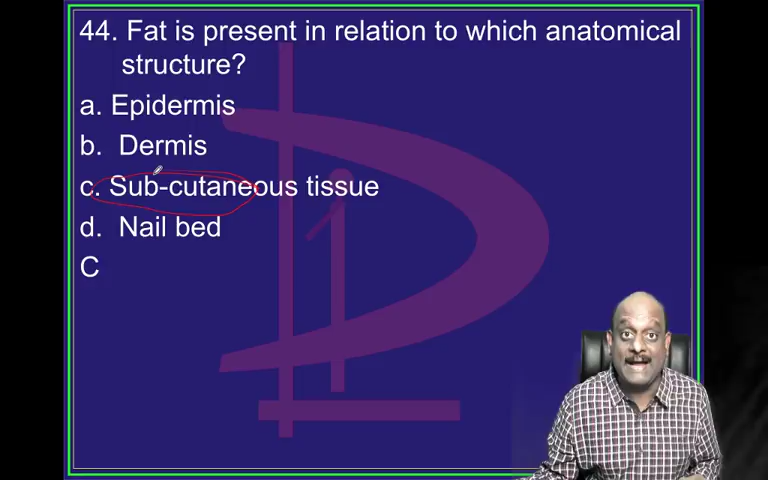 44. Fat is present in relation to which anatomical
structure?
a. Epidermis
b. Dermis
c. Sub-cutaneous tissue
d. Nail bed
C